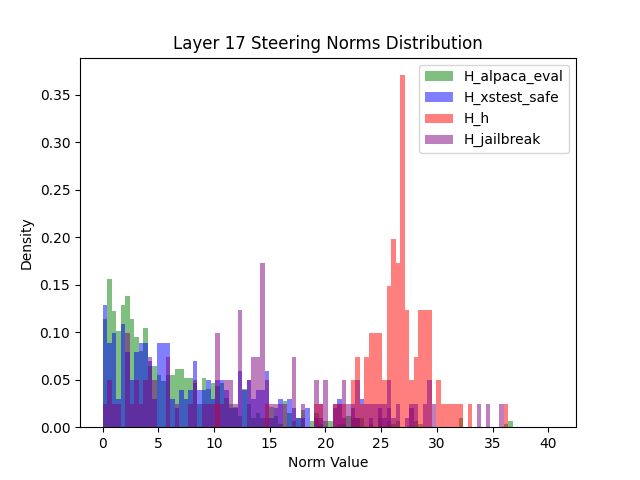 Layer 17 Steering Norms Distribution
H_alpaca_eval
H_xstest_safe
H_h
H_jailbreak
0.35
0.30
0.25
0.20
0.15
0.10
0.05
0.00
Density
0 5 10 15 20 25 30 35 40
Norm Value